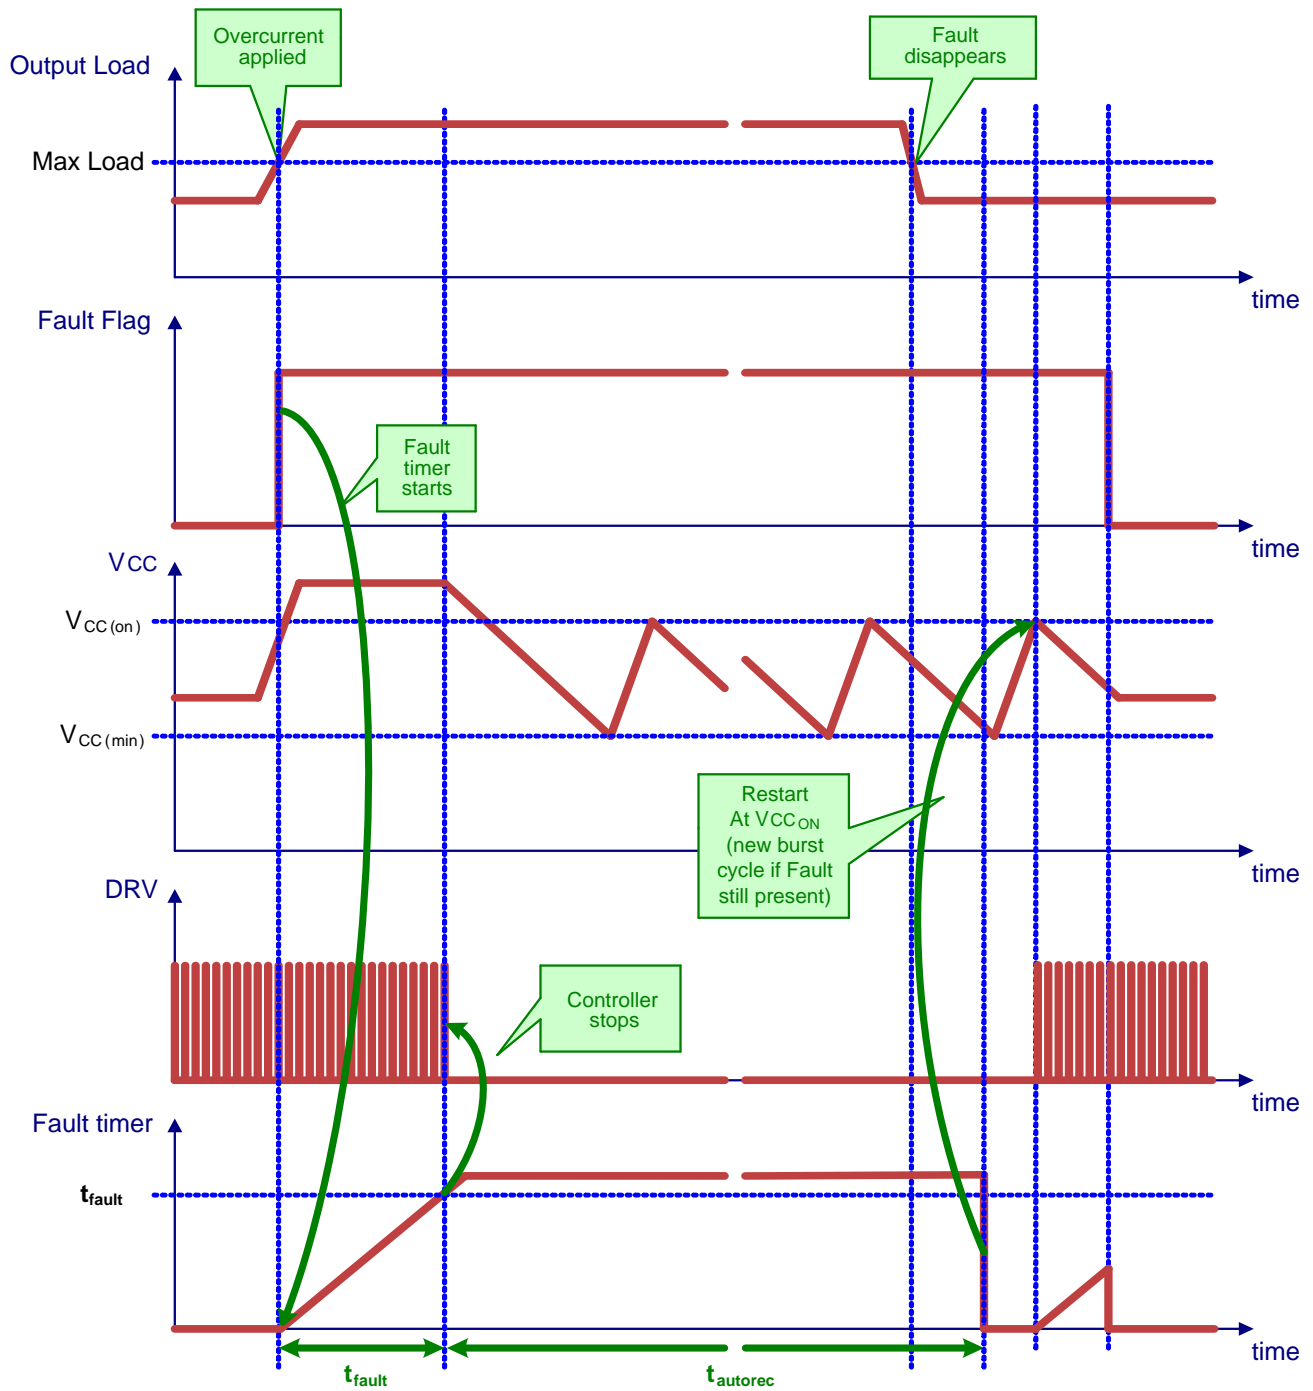 Overcurrent
applied
Fault
disappears
Output Load
Max Load
time
Fault Flag
Fault
timer
starts
time
VCC
VCC(on)
VCC(min)
Restart
At VCCON
(new burst
cycle if Fault
still present)
time
DRV
Controller
stops
time
Fault timer
tfault
time
tfault
tautorec